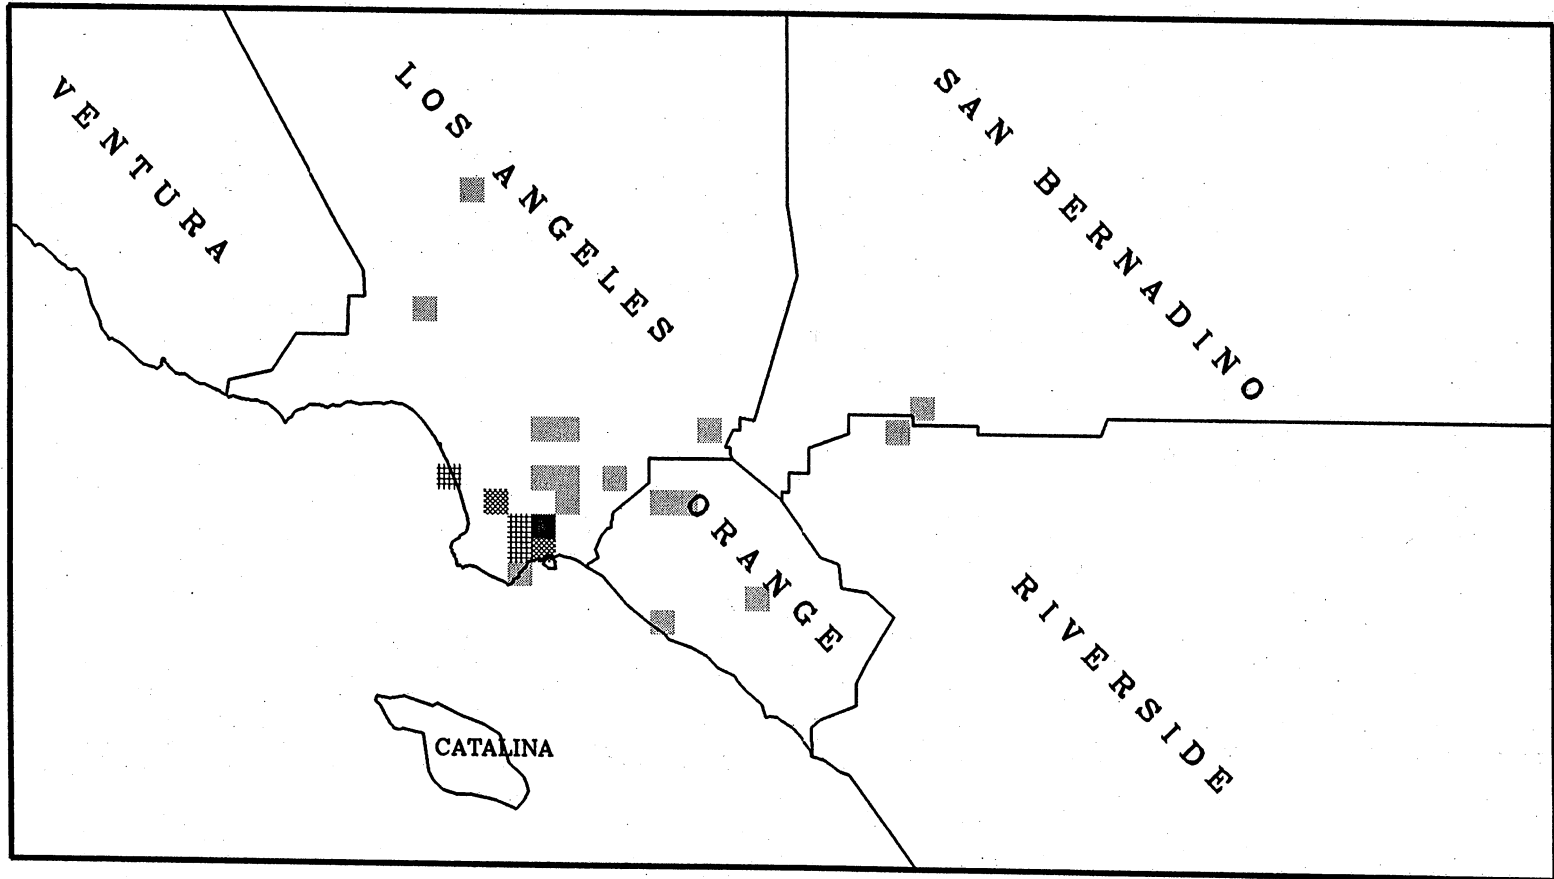 VENTURA
LOS ANGELES
SAN BERNADINO
ORANGE
RIVERSIDE
CATALINA